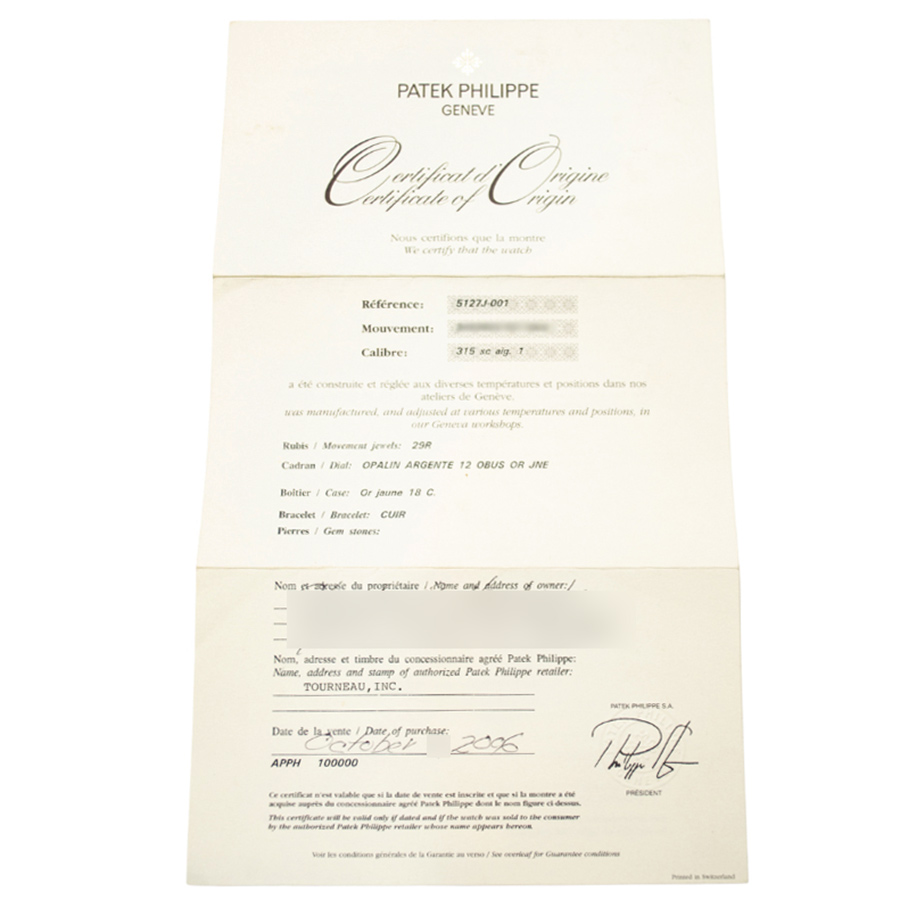 PATEK PHILIPPE
GENEVE
Certificat d'Origine
Certificate of Origin
Nous certifions que la montre
We certify that the watch
Référence: 5127J-001
Mouvement:
Calibre: 315 sc aig. 1
a été construite et réglée aux diverses températures et positions dans nos
ateliers de Genève.
was manufactured, and adjusted at various temperatures and positions, in
our Geneva workshops.
Rubis / Movement jewels: 29R
Cadran / Dial: OPALIN ARGENTE 12 OBUS OR JNE
Boîtier / Case: Or jaune 18 C.
Bracelet / Bracelet: CUIR
Pierres / Gem stones:
Nom et adresse du propriétaire / Name and address of owner:
Nom, adresse et timbre du concessionnaire agréé Patek Philippe:
Name, address and stamp of authorized Patek Philippe retailer:
TOURNEAU,INC.
PATEK PHILIPPE S.A.
Date de la vente / Date of purchase:
October 2006
APPH 100000
PRÉSIDENT
Ce certificat n'est valable que si la date de vente est inscrite et que si la montre a été
acquise auprès du concessionnaire agréé Patek Philippe dont le nom figure ci-dessus.
This certificate will be valid only if dated and if the watch was sold to the consumer
by the authorized Patek Philippe retailer whose name appears hereon.
Voir les conditions générales de la Garantie au verso / See overleaf for Guarantee conditions
Printed in Switzerland